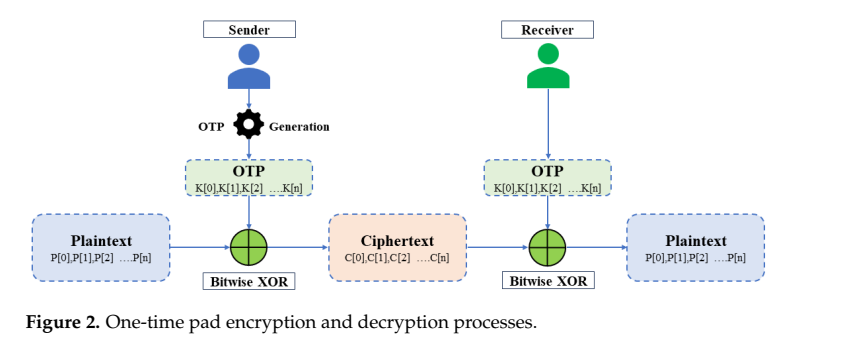 Sender
Receiver
OTP Generation
OTP
K[0],K[1],K[2] ….K[n]
OTP
K[0],K[1],K[2] ….K[n]
Plaintext
P[0],P[1],P[2] ….P[n]
Ciphertext
C[0],C[1],C[2] ….C[n]
Plaintext
P[0],P[1],P[2] ….P[n]
Bitwise XOR
Bitwise XOR
Figure 2. One-time pad encryption and decryption processes.